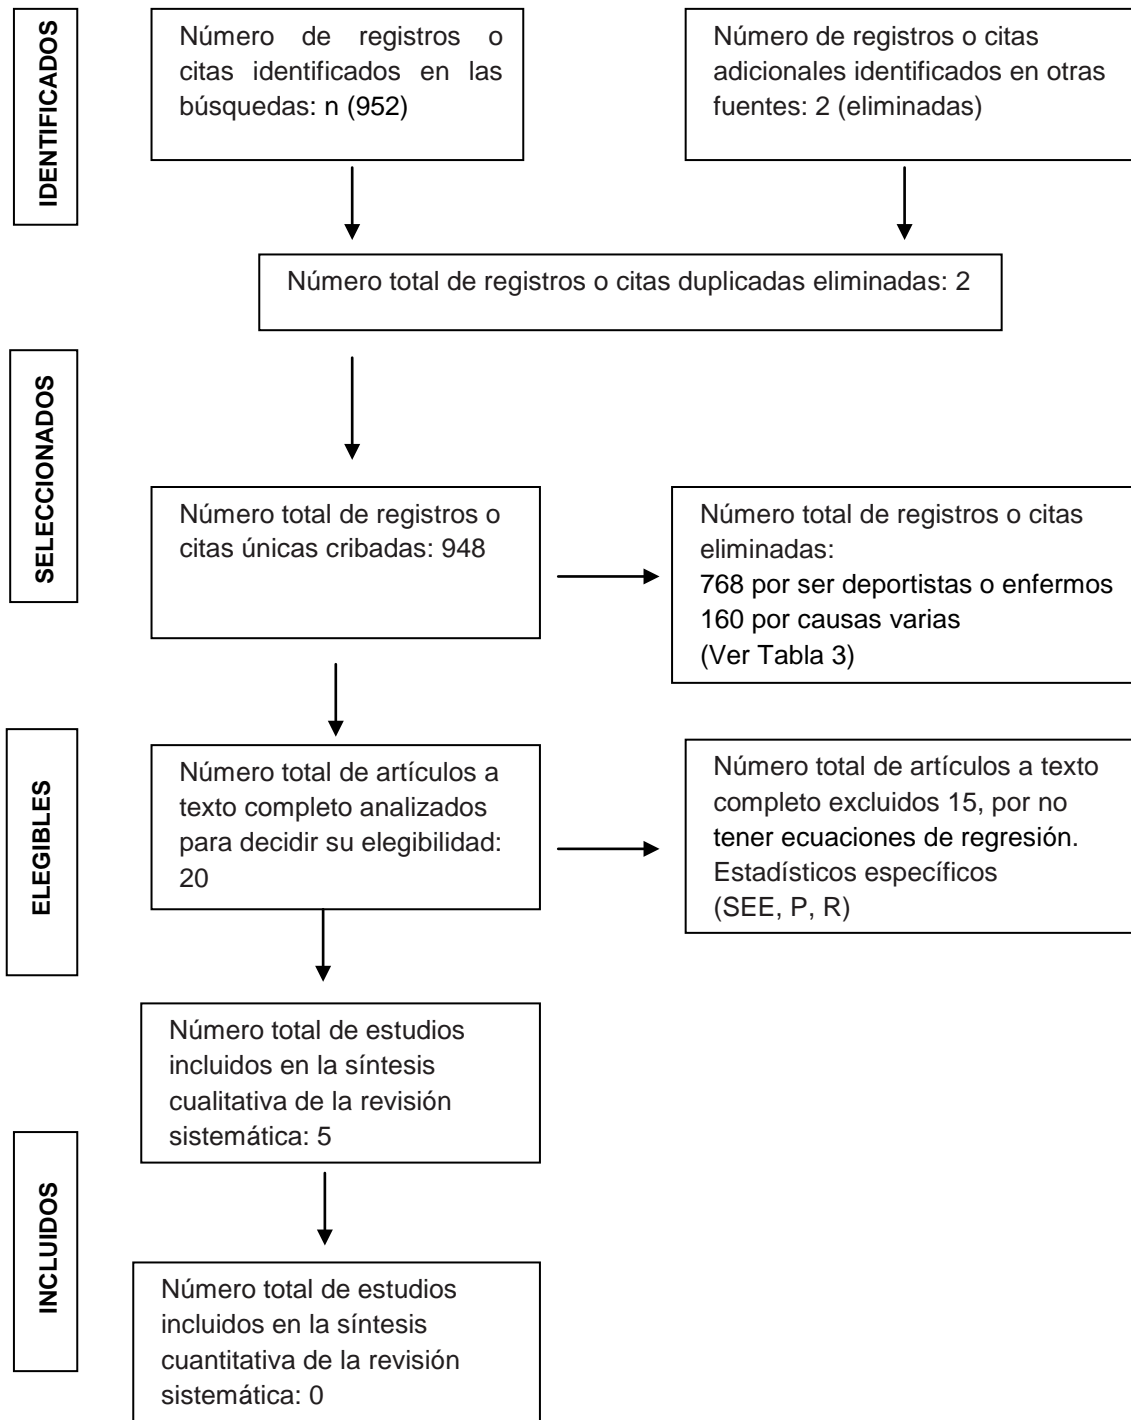 IDENTIFICADOS
Número de registros o
citas identificados en las
búsquedas: n (952)
Número de registros o citas
adicionales identificados en otras
fuentes: 2 (eliminadas)
Número total de registros o citas duplicadas eliminadas: 2
SELECCIONADOS
Número total de registros o
citas únicas cribadas: 948
Número total de registros o citas
eliminadas:
768 por ser deportistas o enfermos
160 por causas varias
(Ver Tabla 3)
ELEGIBLES
Número total de artículos a
texto completo analizados
para decidir su elegibilidad:
20
Número total de artículos a texto
completo excluidos 15, por no
tener ecuaciones de regresión.
Estadísticos específicos
(SEE, P, R)
Número total de estudios
incluidos en la síntesis
cualitativa de la revisión
sistemática: 5
INCLUIDOS
Número total de estudios
incluidos en la síntesis
cuantitativa de la revisión
sistemática: 0